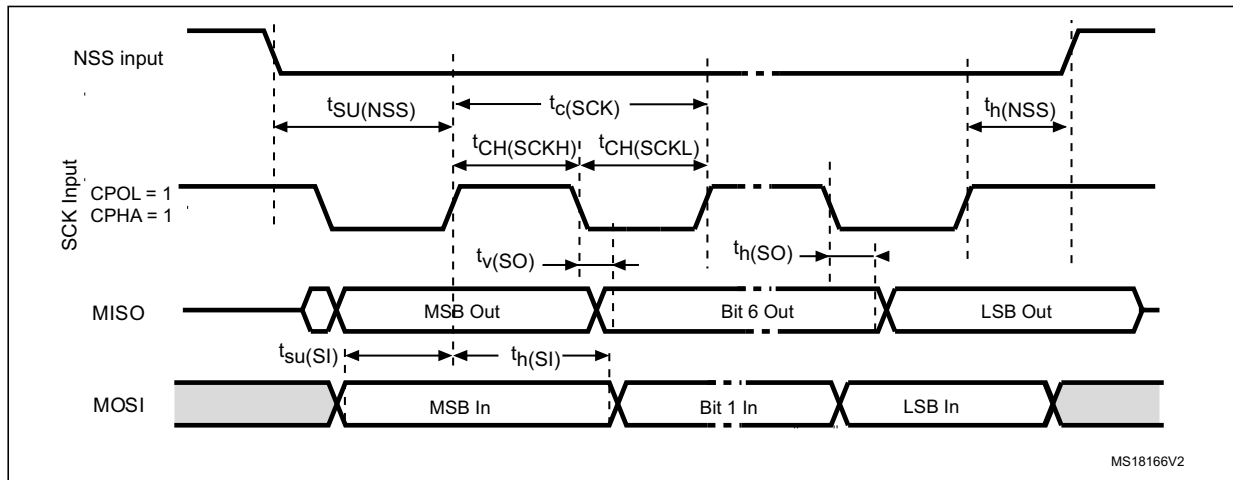 NSS input
tSU(NSS)
tc(SCK)
th(NSS)
tCH(SCKH)
tCH(SCKL)
SCK Input
CPOL = 1
CPHA = 1
tv(SO)
th(SO)
MISO
MSB Out
Bit 6 Out
LSB Out
tsu(SI)
th(SI)
MOSI
MSB In
Bit 1 In
LSB In
MS18166V2